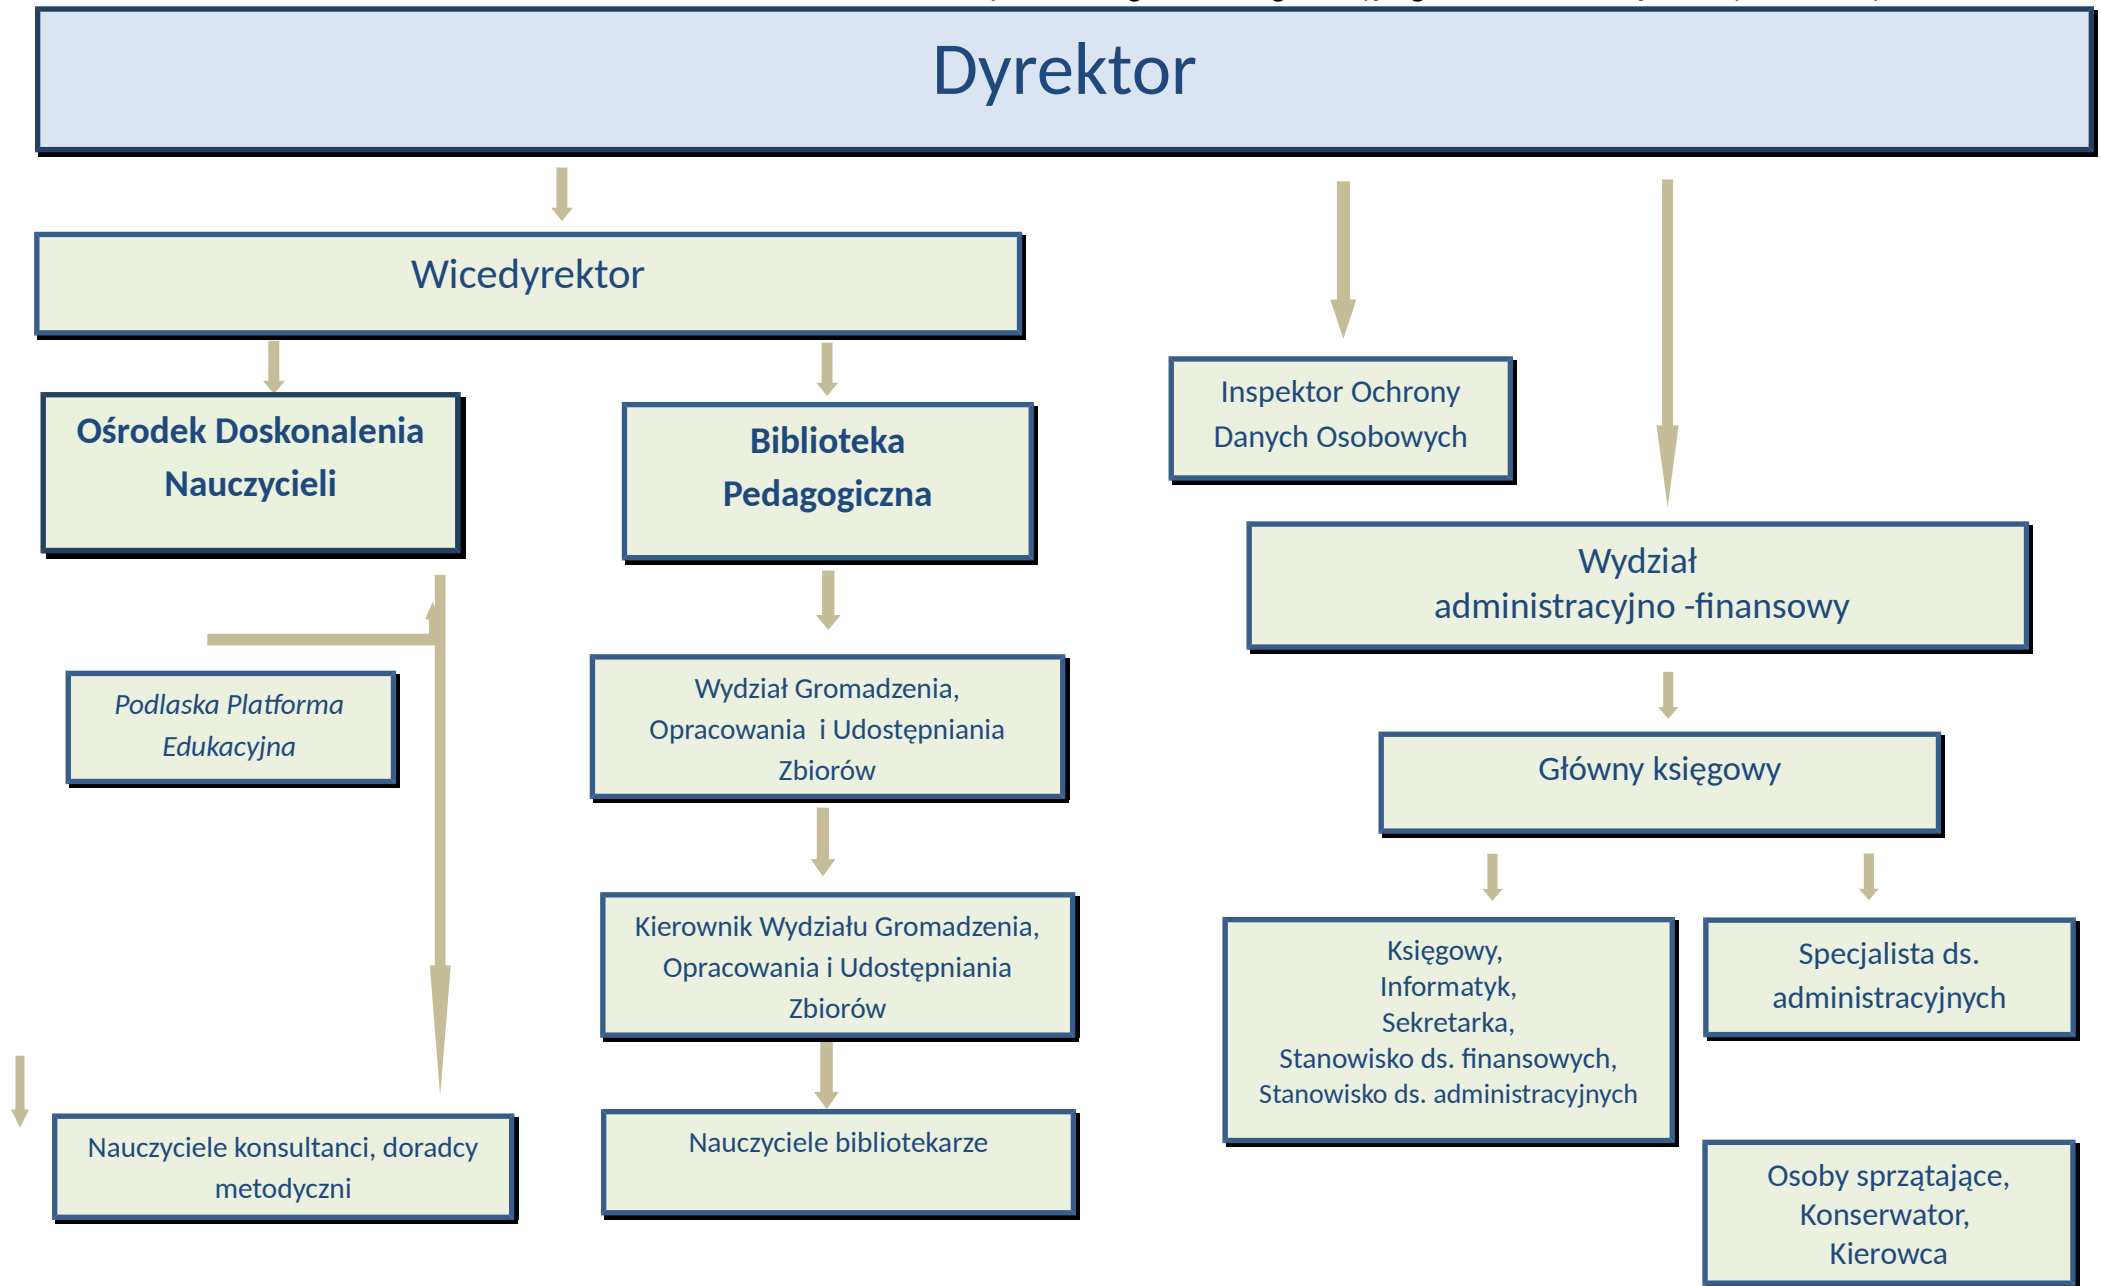 Dyrektor
Wicedyrektor
Ośrodek Doskonalenia
Nauczycieli
Biblioteka
Pedagogiczna
Inspektor Ochrony
Danych Osobowych
Wydział
administracyjno -finansowy
Podlaska Platforma
Edukacyjna
Wydział Gromadzenia,
Opracowania  i Udostępniania
Zbiorów
Główny księgowy
Kierownik Wydziału Gromadzenia,
Opracowania i Udostępniania
Zbiorów
Księgowy,
Informatyk,
Sekretarka,
Stanowisko ds. finansowych,
Stanowisko ds. administracyjnych
Specjalista ds.
administracyjnych
Nauczyciele konsultanci, doradcy
metodyczni
Nauczyciele bibliotekarze
Osoby sprzątające,
Konserwator,
Kierowca